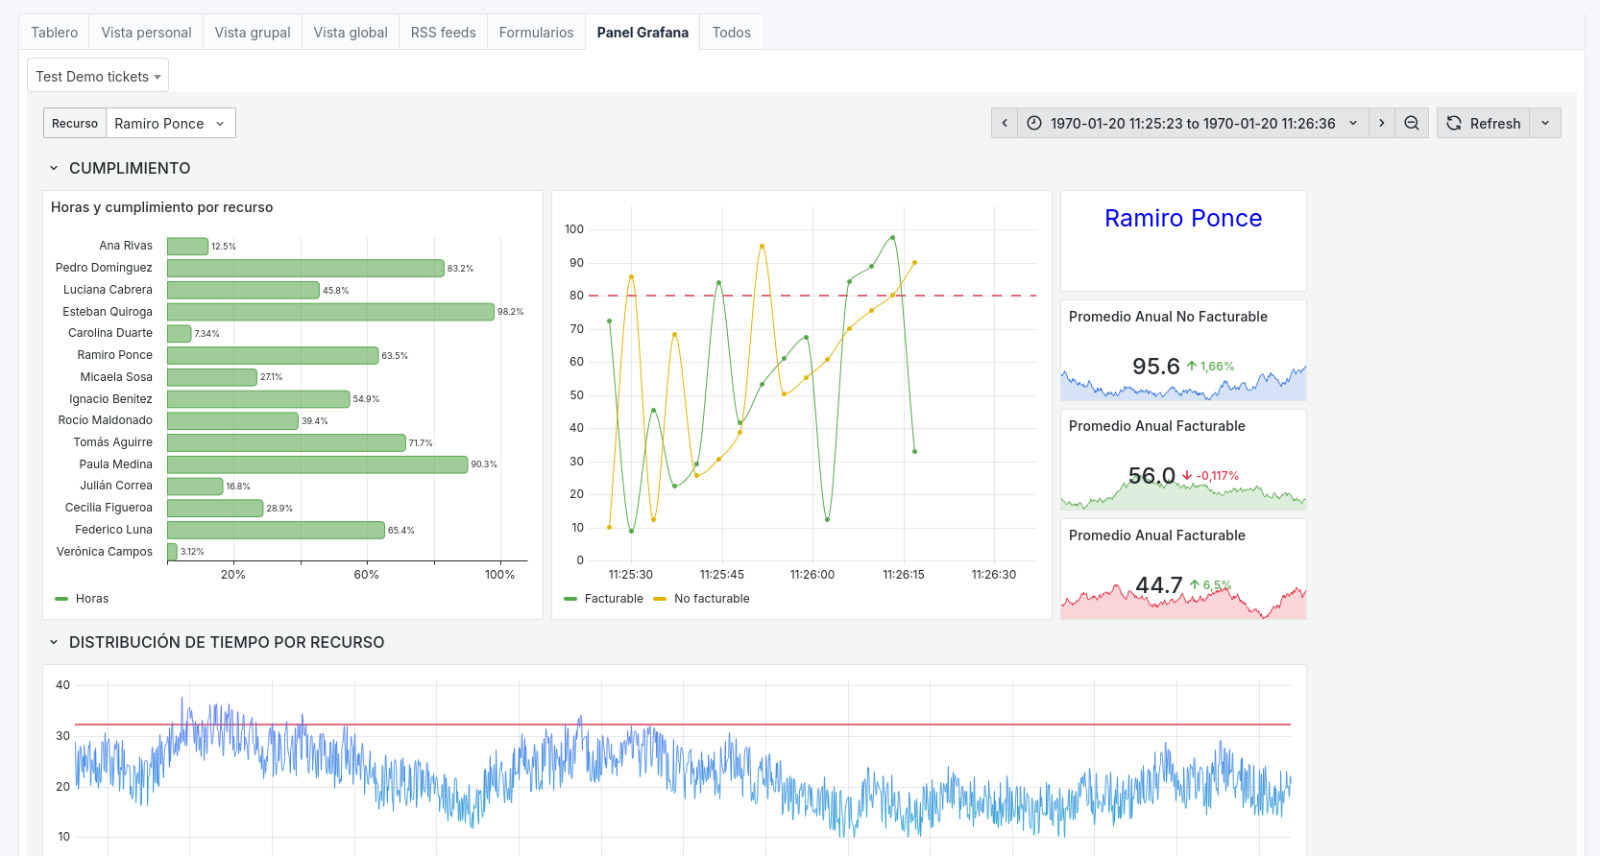 Tablero Vista personal Vista grupal Vista global RSS feeds Formularios Panel Grafana Todos
Test Demo tickets
Recurso Ramiro Ponce
1970-01-20 11:25:23 to 1970-01-20 11:26:36 Refresh
CUMPLIMIENTO
Horas y cumplimiento por recurso
Ana Rivas 12.5%
Pedro Domínguez 83.2%
Luciana Cabrera 45.8%
Esteban Quiroga 98.2%
Carolina Duarte 7.34%
Ramiro Ponce 63.5%
Micaela Sosa 27.1%
Ignacio Benítez 54.9%
Rocío Maldonado 39.4%
Tomás Aguirre 71.7%
Paula Medina 90.3%
Julián Correa 16.8%
Cecilia Figueroa 28.9%
Federico Luna 65.4%
Verónica Campos 3.12%
20% 60% 100%
Horas
100
90
80
70
60
50
40
30
20
10
0
11:25:30 11:25:45 11:26:00 11:26:15 11:26:30
Facturable No facturable
Ramiro Ponce
Promedio Anual No Facturable
95.6 1,66%
Promedio Anual Facturable
56.0 -0,117%
Promedio Anual Facturable
44.7 6,5%
DISTRIBUCIÓN DE TIEMPO POR RECURSO
40
30
20
10